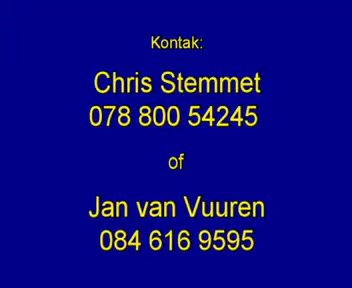 Kontak:
Chris Stemmet
078 800 54245
of
Jan van Vuuren
084 616 9595